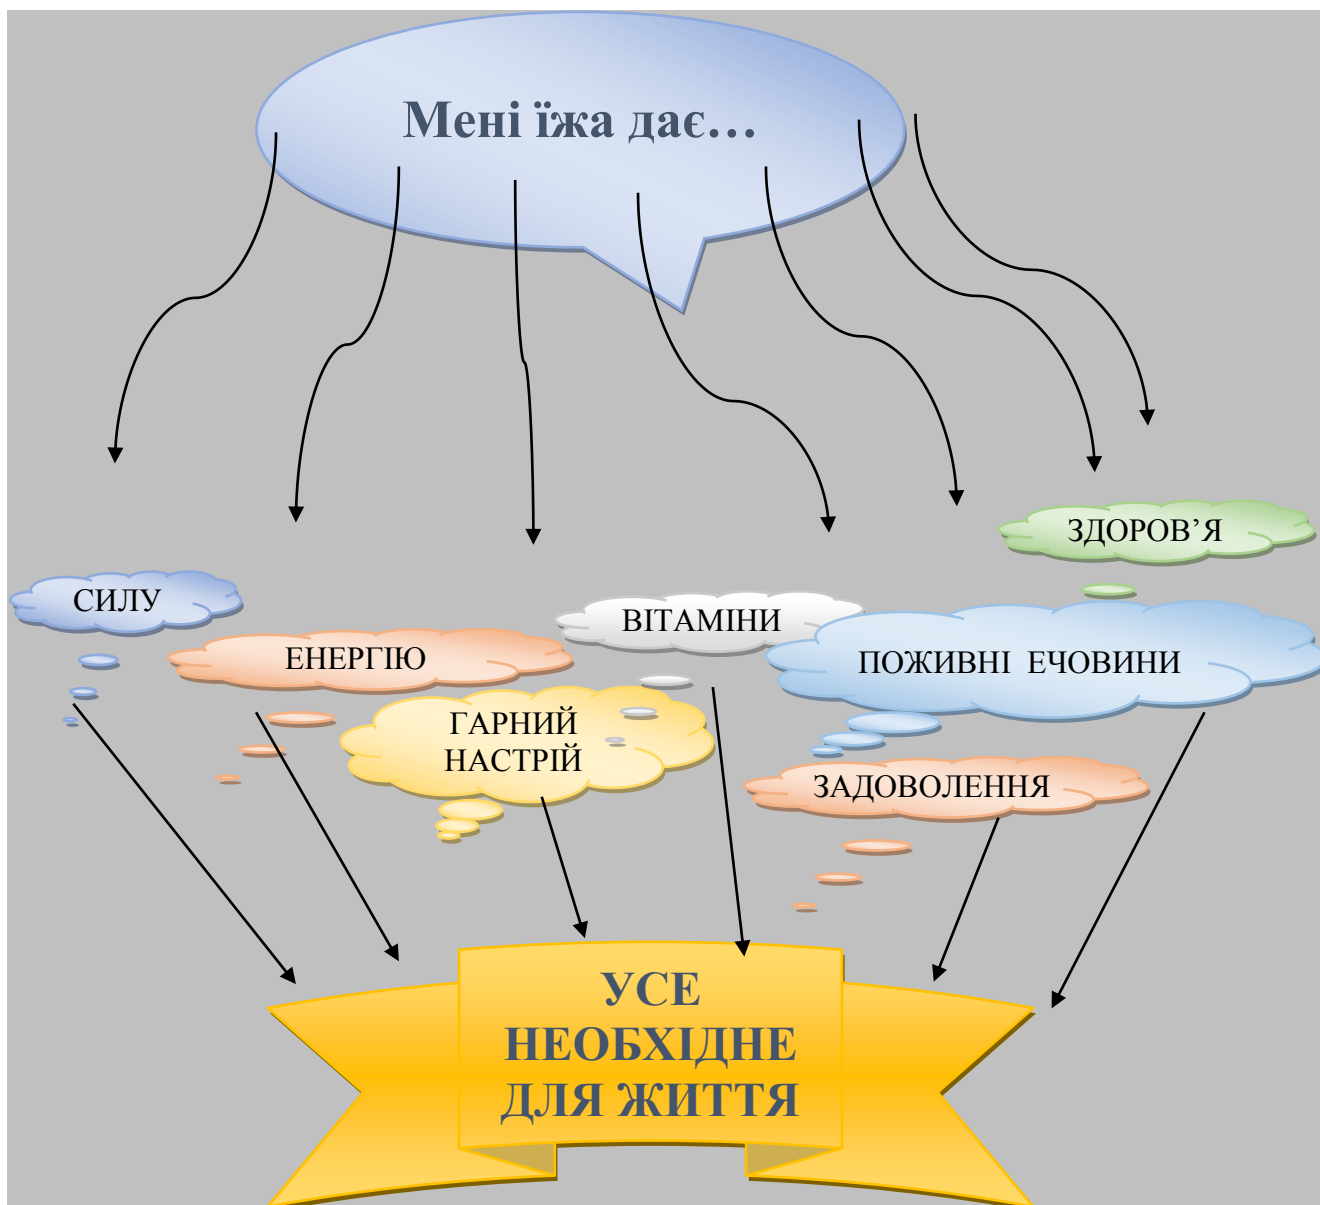 Мені їжа дає...
ЗДОРОВ’Я
СИЛУ
ВІТАМІНИ
ЕНЕРГІЮ
ПОЖИВНІ ЕЧОВИНИ
ГАРНИЙ
НАСТРІЙ
ЗАДОВОЛЕННЯ
УСЕ
НЕОБХІДНЕ
ДЛЯ ЖИТТЯ